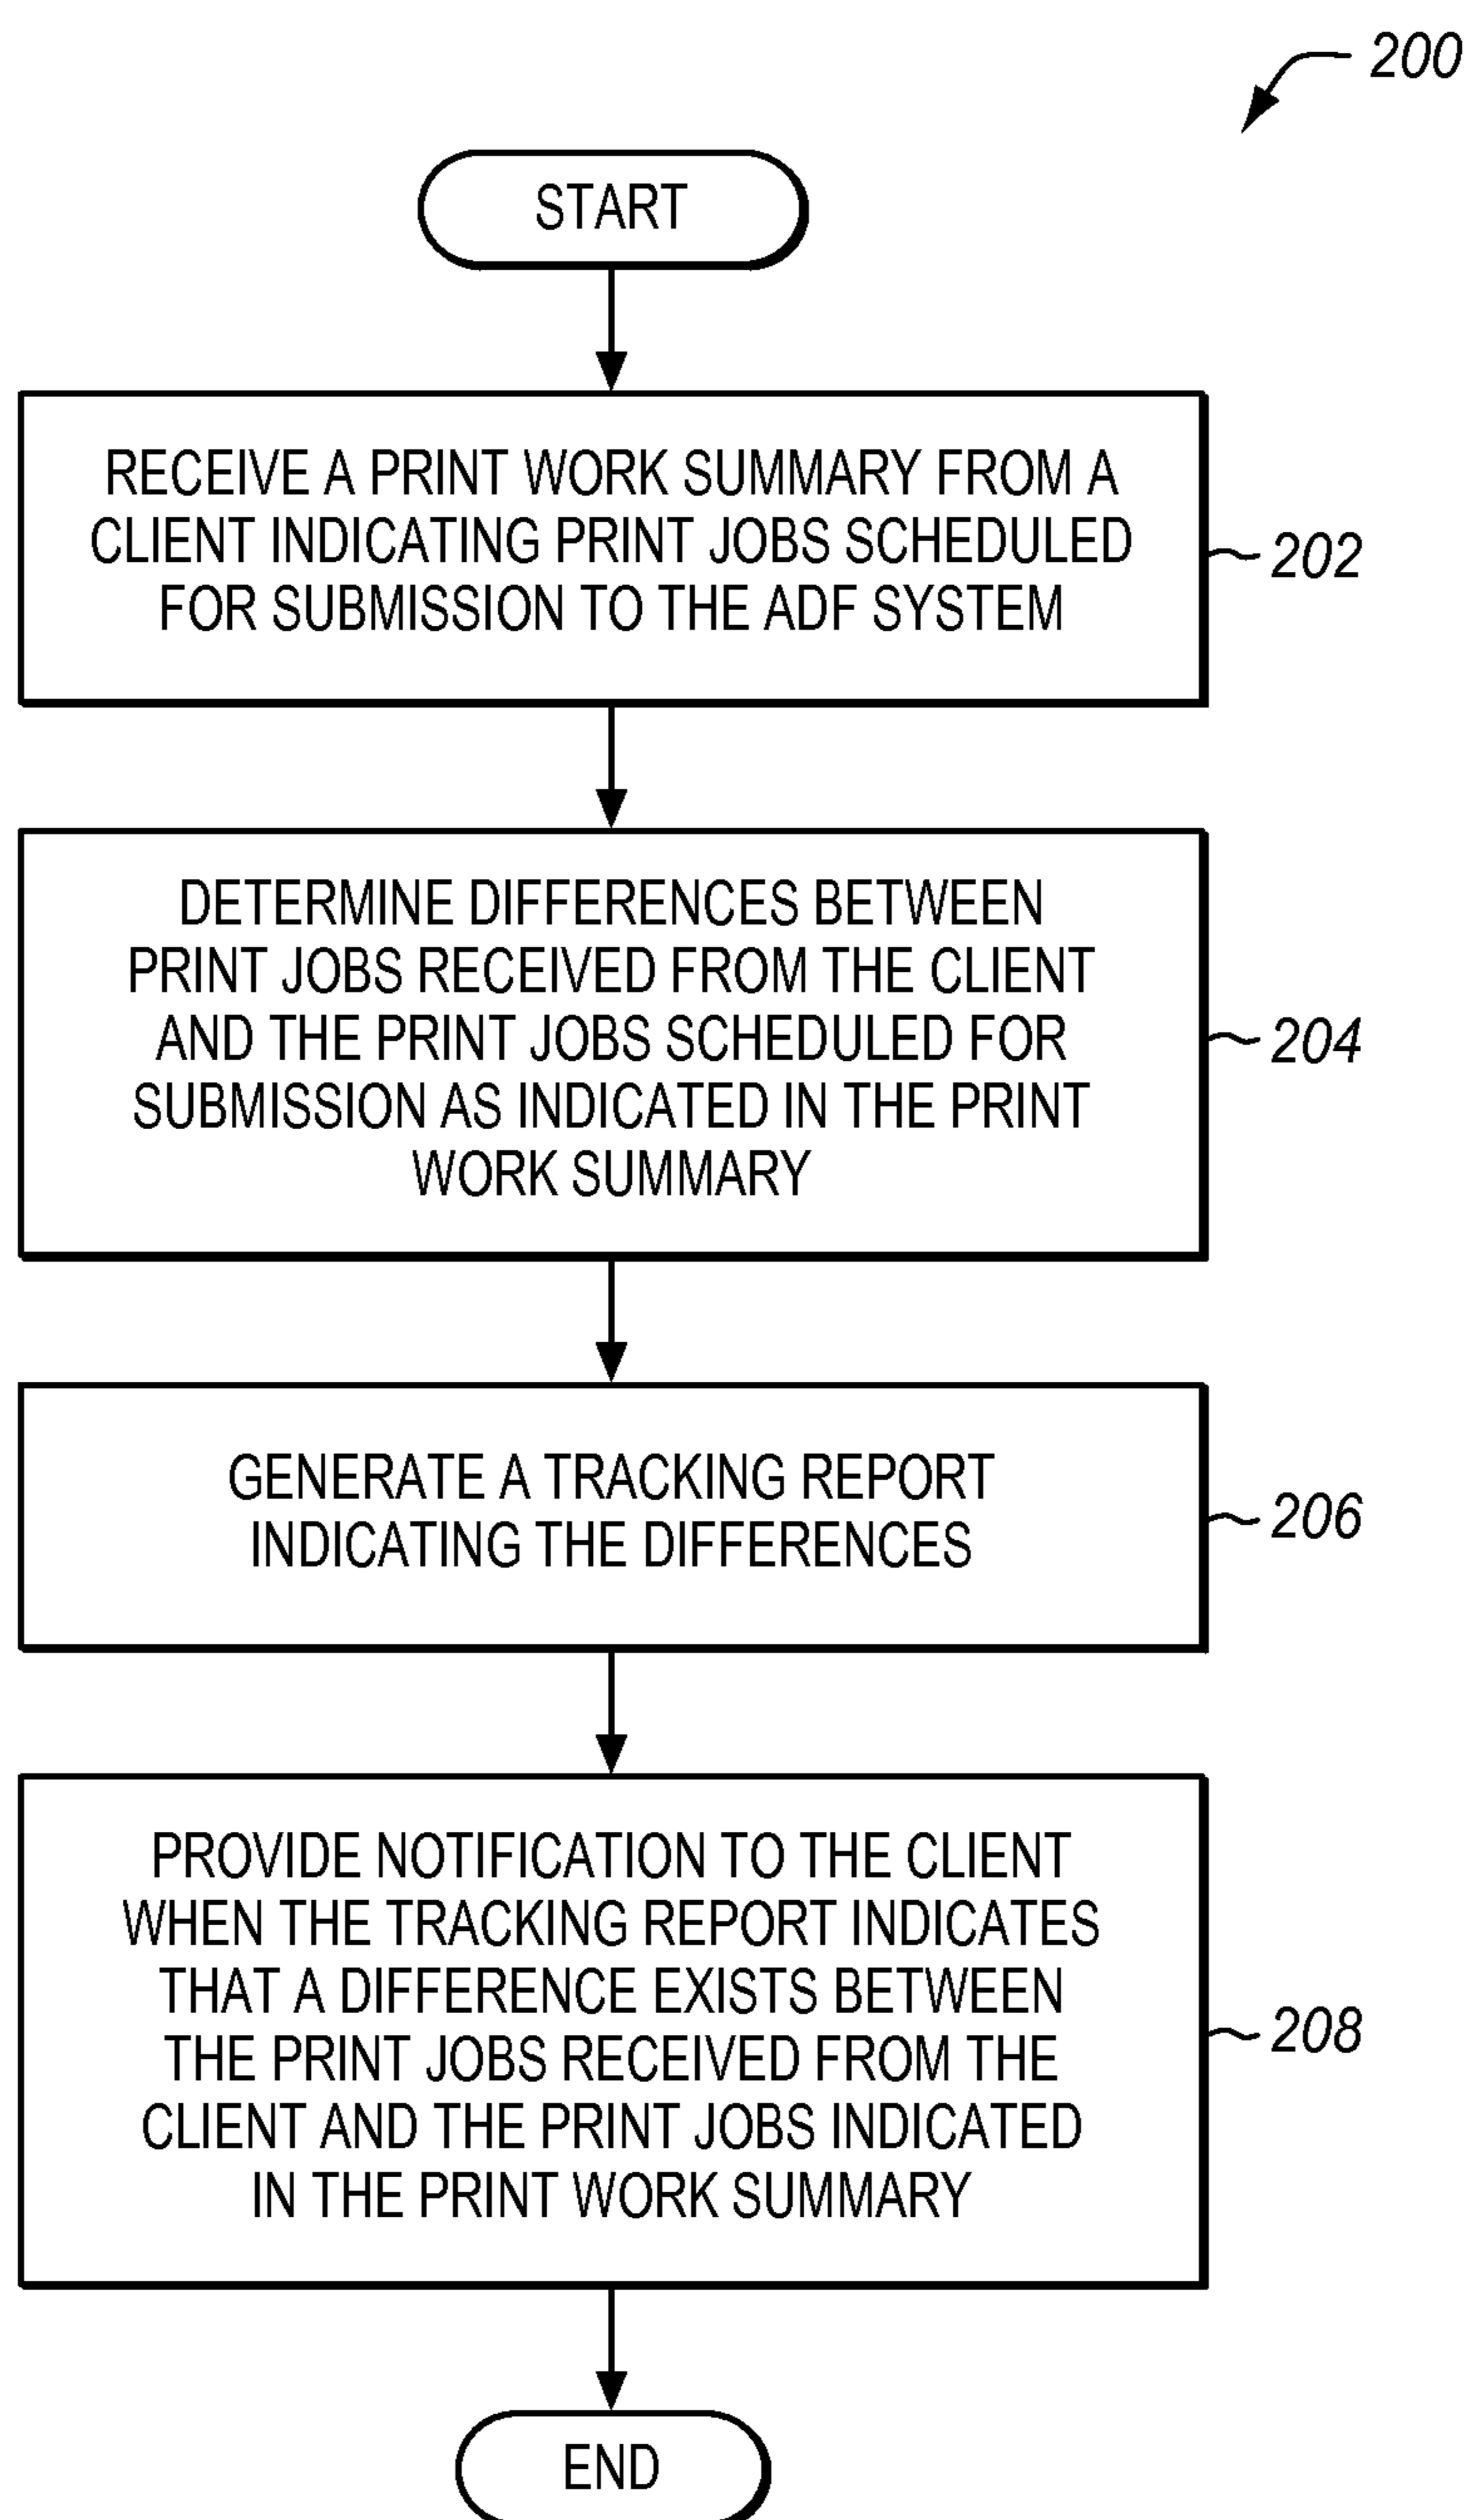 200
START
RECEIVE A PRINT WORK SUMMARY FROM A
CLIENT INDICATING PRINT JOBS SCHEDULED
FOR SUBMISSION TO THE ADF SYSTEM
202
DETERMINE DIFFERENCES BETWEEN
PRINT JOBS RECEIVED FROM THE CLIENT
AND THE PRINT JOBS SCHEDULED FOR
SUBMISSION AS INDICATED IN THE PRINT
WORK SUMMARY
204
GENERATE A TRACKING REPORT
INDICATING THE DIFFERENCES
206
PROVIDE NOTIFICATION TO THE CLIENT
WHEN THE TRACKING REPORT INDICATES
THAT A DIFFERENCE EXISTS BETWEEN
THE PRINT JOBS RECEIVED FROM THE
CLIENT AND THE PRINT JOBS INDICATED
IN THE PRINT WORK SUMMARY
208
END